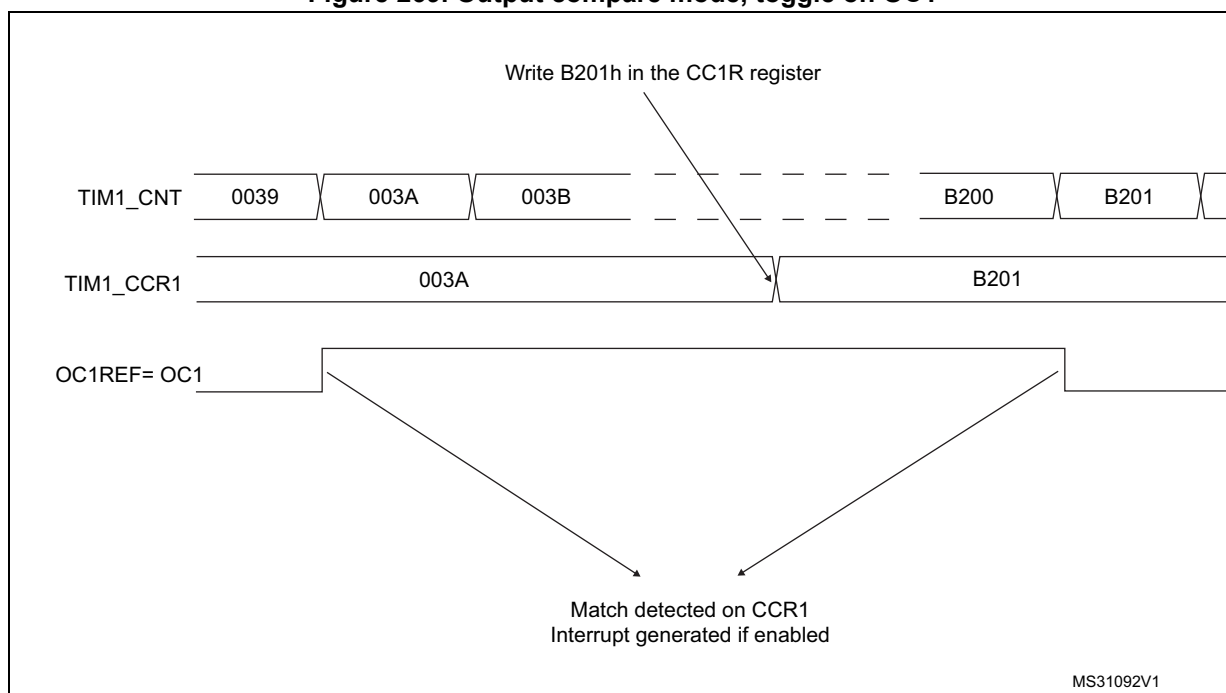 Write B201h in the CC1R register
TIM1_CNT 0039 003A 003B B200 B201
TIM1_CCR1 003A B201
OC1REF= OC1
Match detected on CCR1
Interrupt generated if enabled
MS31092V1